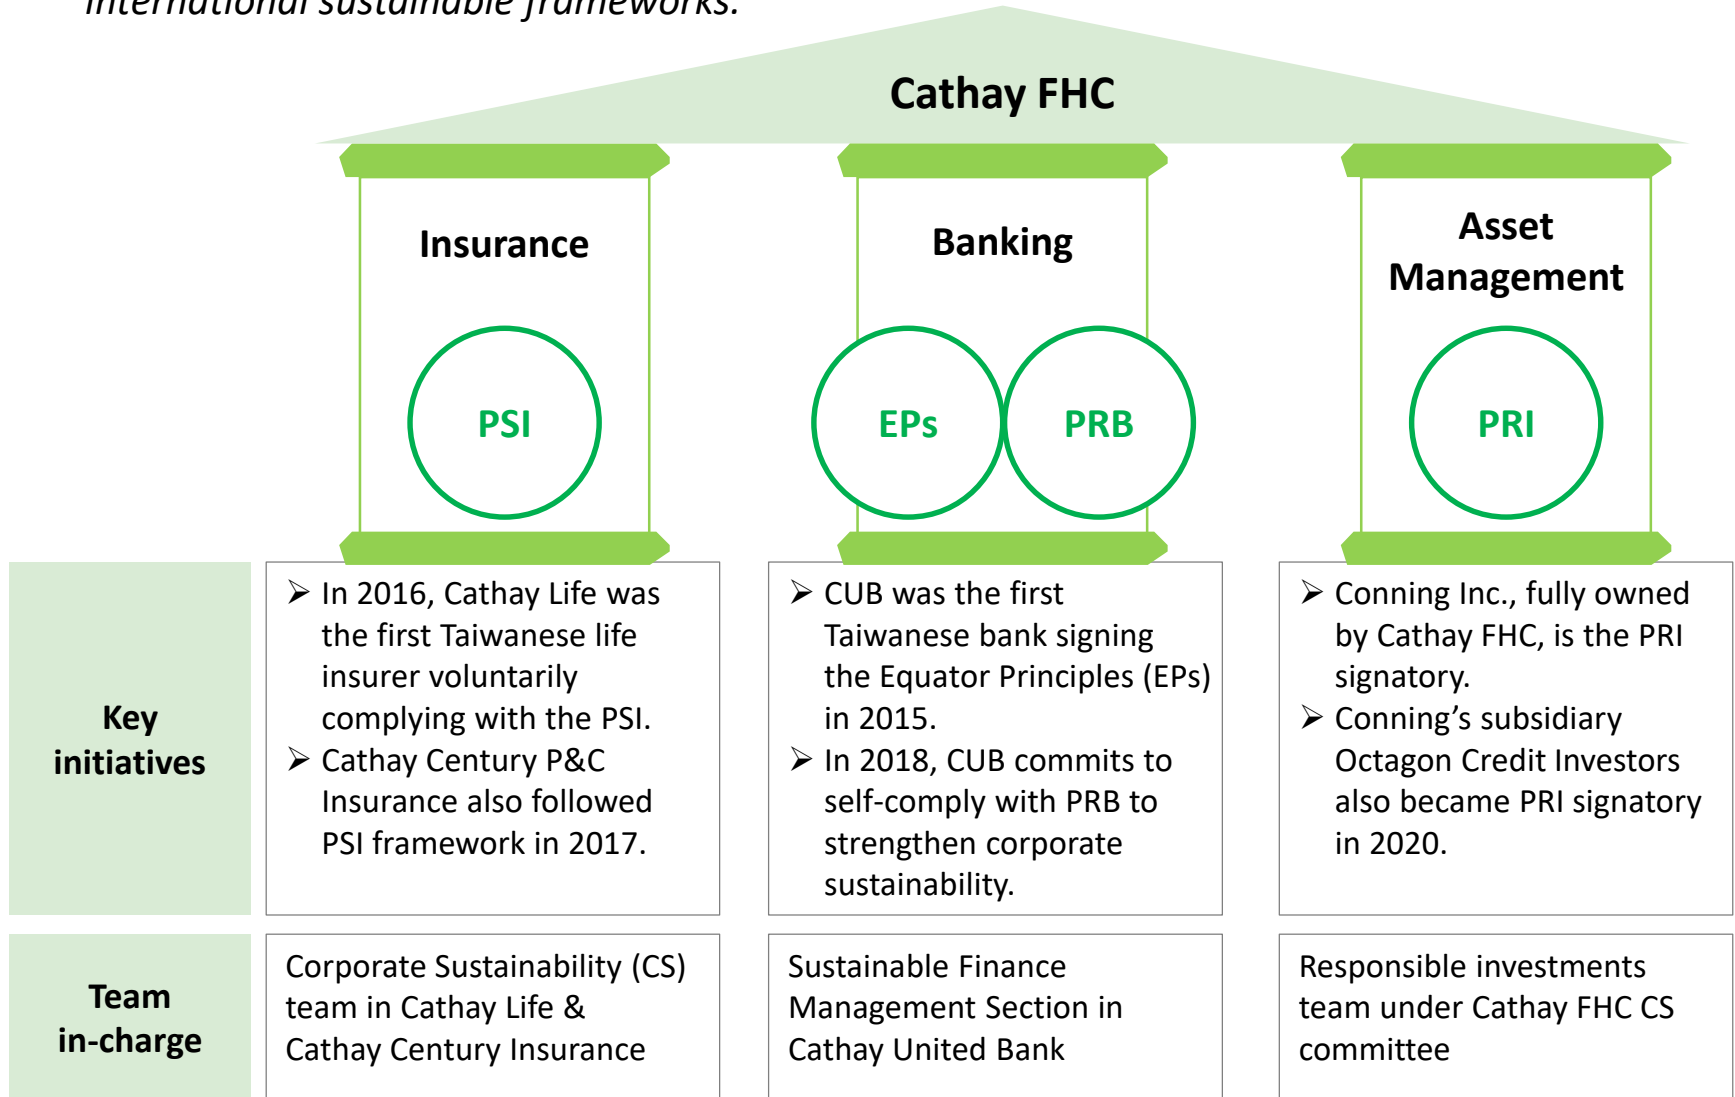 international sustainable frameworks.
Cathay FHC
Insurance
Banking
Asset
Management
PSI
EPs
PRB
PRI
Key
initiatives
➢ In 2016, Cathay Life was
the first Taiwanese life
insurer voluntarily
complying with the PSI.
➢ Cathay Century P&C
Insurance also followed
PSI framework in 2017.
➢ CUB was the first
Taiwanese bank signing
the Equator Principles (EPs)
in 2015.
➢ In 2018, CUB commits to
self-comply with PRB to
strengthen corporate
sustainability.
➢ Conning Inc., fully owned
by Cathay FHC, is the PRI
signatory.
➢ Conning’s subsidiary
Octagon Credit Investors
also became PRI signatory
in 2020.
Team
in-charge
Corporate Sustainability (CS)
team in Cathay Life &
Cathay Century Insurance
Sustainable Finance
Management Section in
Cathay United Bank
Responsible investments
team under Cathay FHC CS
committee